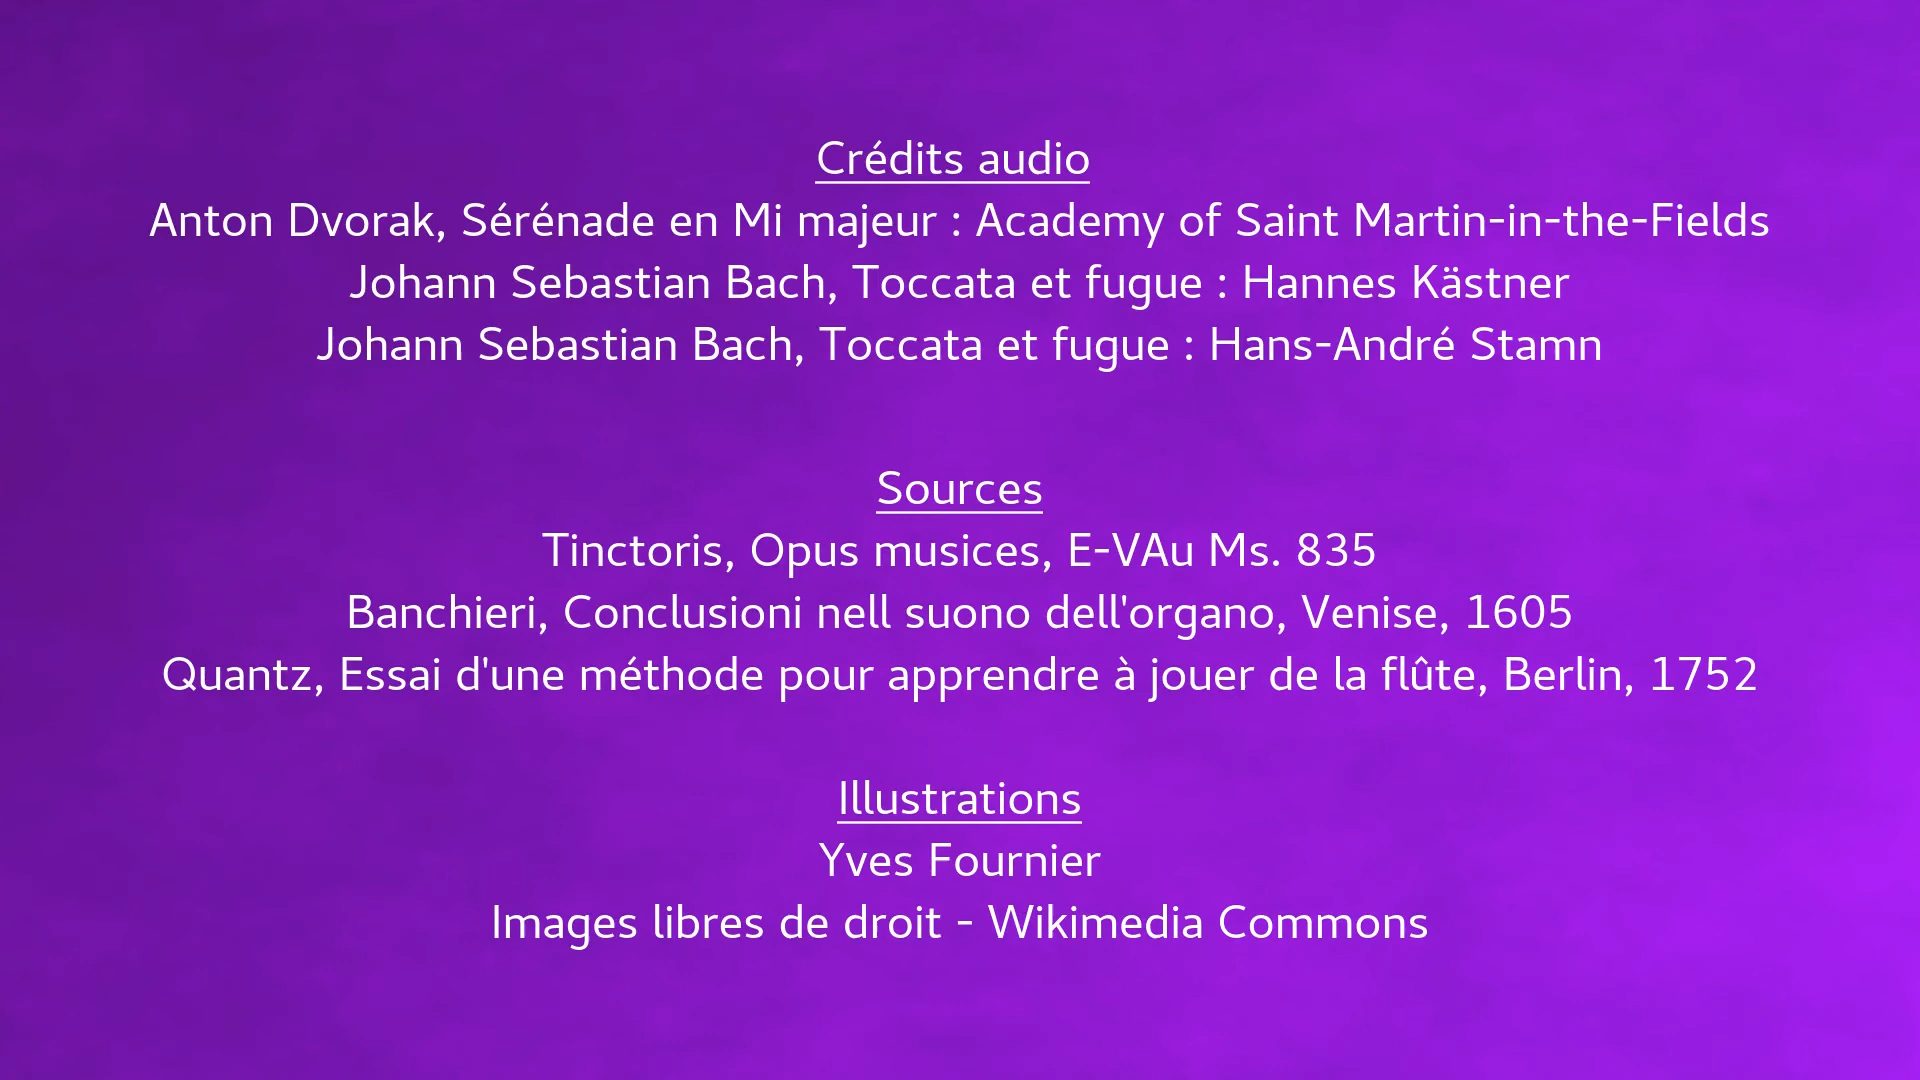 Crédits audio
Anton Dvorak, Sérénade en Mi majeur : Academy of Saint Martin-in-the-Fields
Johann Sebastian Bach, Toccata et fugue : Hannes Kästner
Johann Sebastian Bach, Toccata et fugue : Hans-André Stamn
Sources
Tinctoris, Opus musices, E-VAu Ms. 835
Banchieri, Conclusioni nell suono dell'organo, Venise, 1605
Quantz, Essai d'une méthode pour apprendre à jouer de la flûte, Berlin, 1752
Illustrations
Yves Fournier
Images libres de droit - Wikimedia Commons